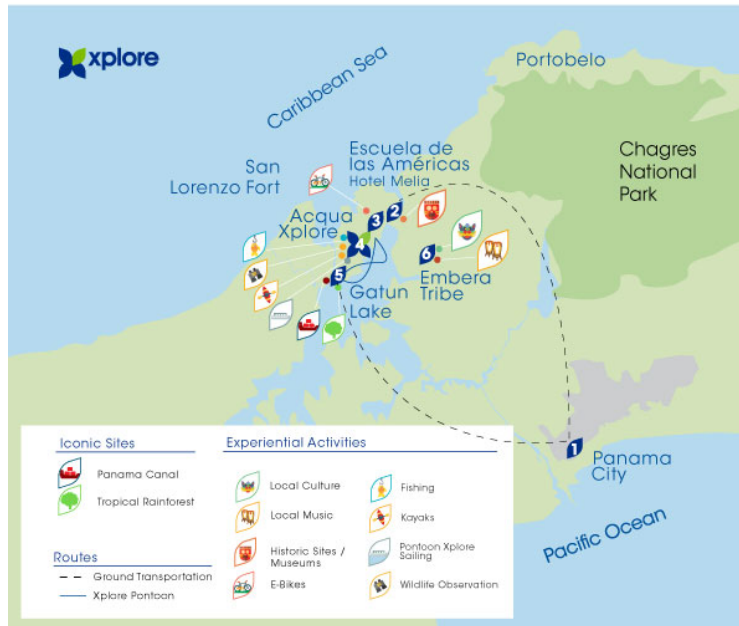 xplore
Caribbean Sea
Portobelo
Chagres
National
Park
Escuela de
las Américas
Hotel Melia
San
Lorenzo Fort
Acqua
Xplore
3
2
4
6
5
Embera
Tribe
Gatun
Lake
1
Panama
City
Pacific Ocean
Iconic Sites
Panama Canal
Tropical Rainforest
Routes
Ground Transportation
Xplore Pontoon
Experiential Activities
Local Culture
Local Music
Historic Sites /
Museums
E-Bikes
Fishing
Kayaks
Pontoon Xplore
Sailing
Wildlife Observation